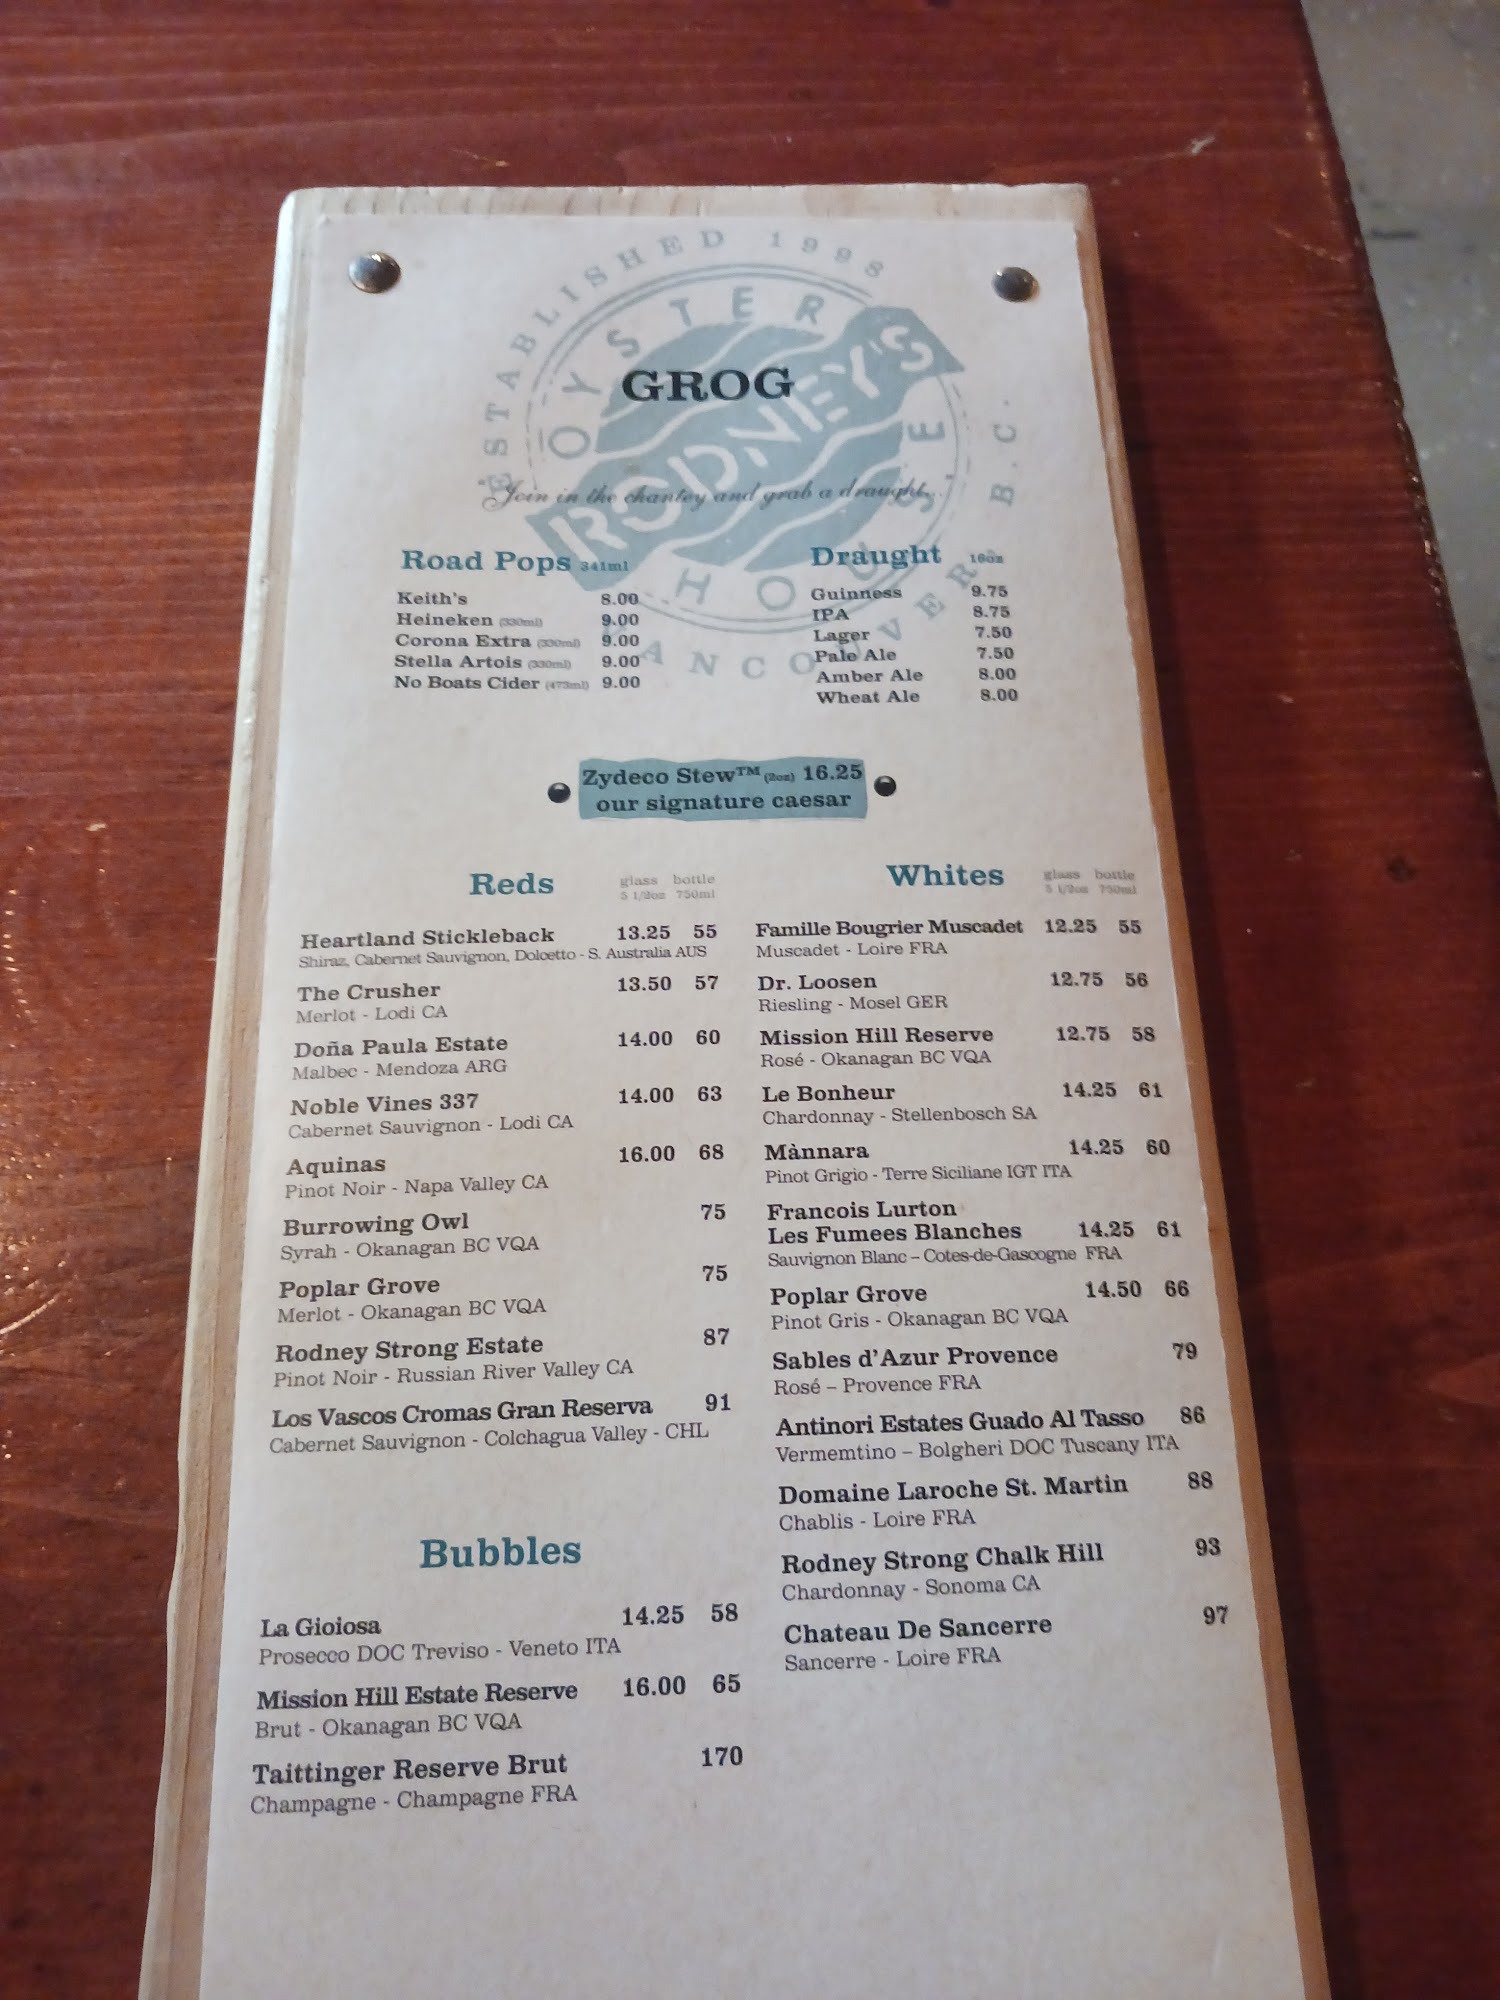 ESTABLISHED 1998
OYSTER
RODNEY'S
HOUSE
VANCOUVER B.C.
GROG
"Join in the chantey and grab a draught..."
Road Pops 341ml
Keith's 8.00
Heineken (330ml) 9.00
Corona Extra (330ml) 9.00
Stella Artois (330ml) 9.00
No Boats Cider (473ml) 9.00
Draught 16oz
Guinness 9.75
IPA 8.75
Lager 7.50
Pale Ale 7.50
Amber Ale 8.00
Wheat Ale 8.00
Zydeco Stew™ (2oz) 16.25
our signature caesar
Reds glass bottle
5 1/2oz 750ml
Heartland Stickleback 13.25 55
Shiraz, Cabernet Sauvignon, Dolcetto - S. Australia AUS
The Crusher 13.50 57
Merlot - Lodi CA
Doña Paula Estate 14.00 60
Malbec - Mendoza ARG
Noble Vines 337 14.00 63
Cabernet Sauvignon - Lodi CA
Aquinas 16.00 68
Pinot Noir - Napa Valley CA
Burrowing Owl 75
Syrah - Okanagan BC VQA
Poplar Grove 75
Merlot - Okanagan BC VQA
Rodney Strong Estate 87
Pinot Noir - Russian River Valley CA
Los Vascos Cromas Gran Reserva 91
Cabernet Sauvignon - Colchagua Valley - CHL
Bubbles
La Gioiosa 14.25 58
Prosecco DOC Treviso - Veneto ITA
Mission Hill Estate Reserve 16.00 65
Brut - Okanagan BC VQA
Taittinger Reserve Brut 170
Champagne - Champagne FRA
Whites glass bottle
5 1/2oz 750ml
Famille Bougrier Muscadet 12.25 55
Muscadet - Loire FRA
Dr. Loosen 12.75 56
Riesling - Mosel GER
Mission Hill Reserve 12.75 58
Rosé - Okanagan BC VQA
Le Bonheur 14.25 61
Chardonnay - Stellenbosch SA
Mànnara 14.25 60
Pinot Grigio - Terre Siciliane IGT ITA
Francois Lurton
Les Fumees Blanches 14.25 61
Sauvignon Blanc – Cotes-de-Gascogne FRA
Poplar Grove 14.50 66
Pinot Gris - Okanagan BC VQA
Sables d'Azur Provence 79
Rosé – Provence FRA
Antinori Estates Guado Al Tasso 86
Vermemtino – Bolgheri DOC Tuscany ITA
Domaine Laroche St. Martin 88
Chablis - Loire FRA
Rodney Strong Chalk Hill 93
Chardonnay - Sonoma CA
Chateau De Sancerre 97
Sancerre - Loire FRA